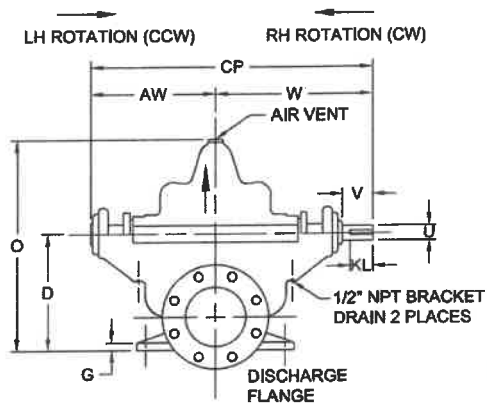 LH ROTATION (CCW)
RH ROTATION (CW)
CP
AW
W
AIR VENT
V
O
U
KL
D
1/2" NPT BRACKET
DRAIN 2 PLACES
G
DISCHARGE
FLANGE